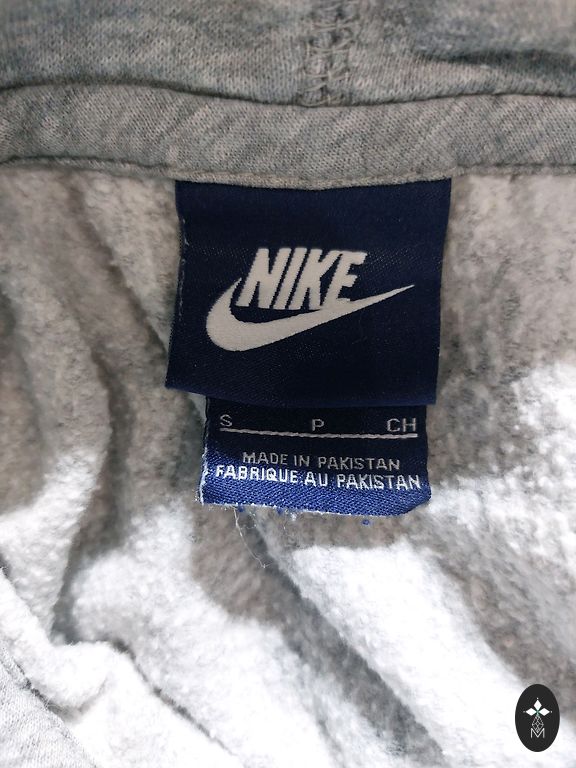 NIKE
S P CH
MADE IN PAKISTAN
FABRIQUE AU PAKISTAN
M